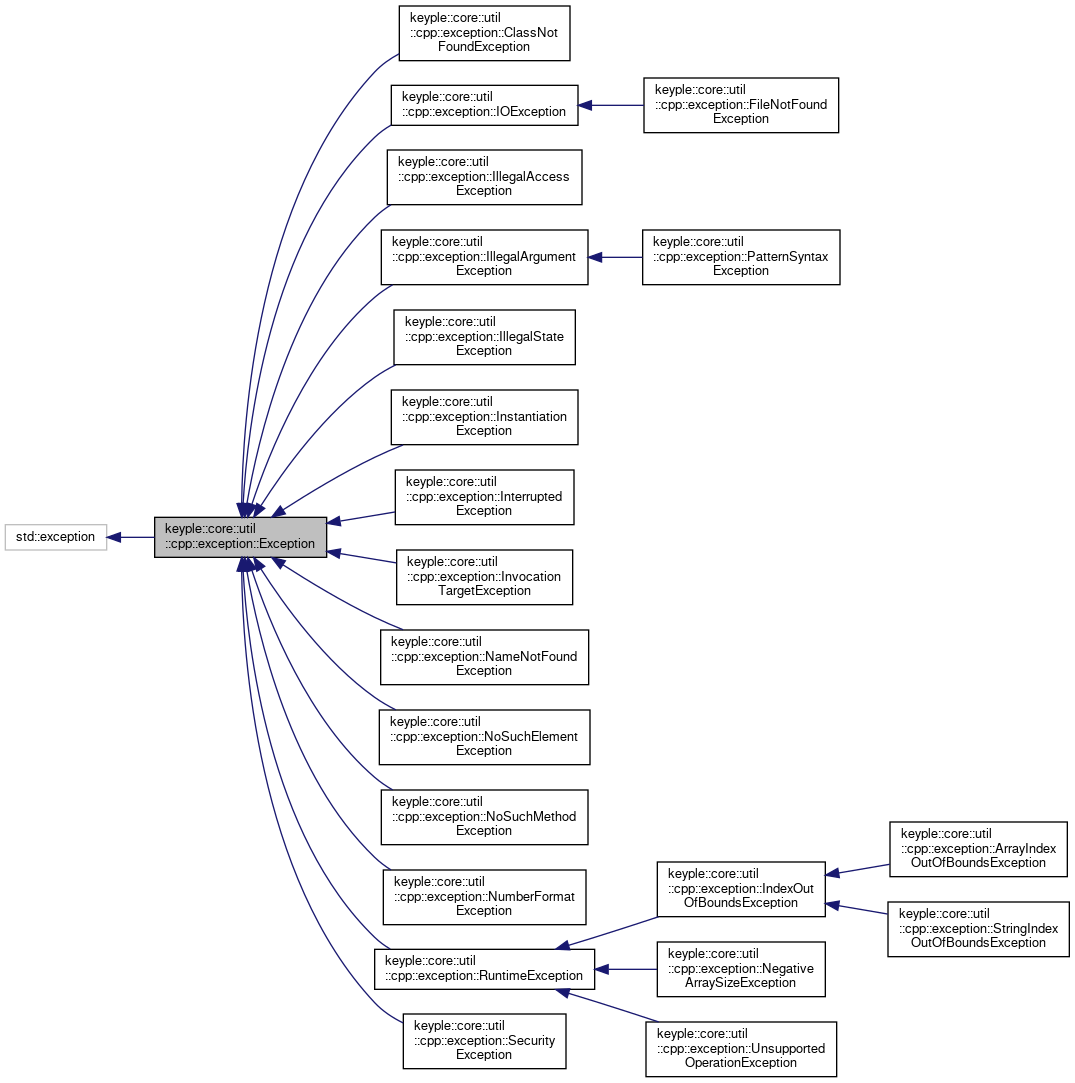 keyple::core::util
::cpp::exception::ClassNot
FoundException
keyple::core::util
::cpp::exception::IOException
keyple::core::util
::cpp::exception::FileNotFound
Exception
keyple::core::util
::cpp::exception::IllegalAccess
Exception
keyple::core::util
::cpp::exception::IllegalArgument
Exception
keyple::core::util
::cpp::exception::PatternSyntax
Exception
keyple::core::util
::cpp::exception::IllegalState
Exception
keyple::core::util
::cpp::exception::Instantiation
Exception
keyple::core::util
::cpp::exception::Interrupted
Exception
std::exception
keyple::core::util
::cpp::exception::Exception
keyple::core::util
::cpp::exception::Invocation
TargetException
keyple::core::util
::cpp::exception::NameNotFound
Exception
keyple::core::util
::cpp::exception::NoSuchElement
Exception
keyple::core::util
::cpp::exception::NoSuchMethod
Exception
keyple::core::util
::cpp::exception::NumberFormat
Exception
keyple::core::util
::cpp::exception::IndexOut
OfBoundsException
keyple::core::util
::cpp::exception::ArrayIndex
OutOfBoundsException
keyple::core::util
::cpp::exception::StringIndex
OutOfBoundsException
keyple::core::util
::cpp::exception::RuntimeException
keyple::core::util
::cpp::exception::Negative
ArraySizeException
keyple::core::util
::cpp::exception::Security
Exception
keyple::core::util
::cpp::exception::Unsupported
OperationException